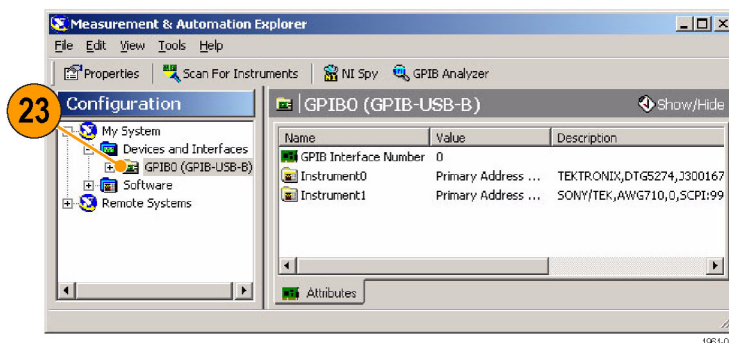 Measurement & Automation Explorer
File Edit View Tools Help
Properties Scan For Instruments NI Spy GPIB Analyzer
23
Configuration
GPIB0 (GPIB-USB-B) Show/Hide
My System
Devices and Interfaces
GPIB0 (GPIB-USB-B)
Software
Remote Systems
Name Value Description
GPIB Interface Number 0
Instrument0 Primary Address ... TEKTRONIX,DTG5274,J300167
Instrument1 Primary Address ... SONY/TEK,AWG710,0,SCPI:99
Attributes